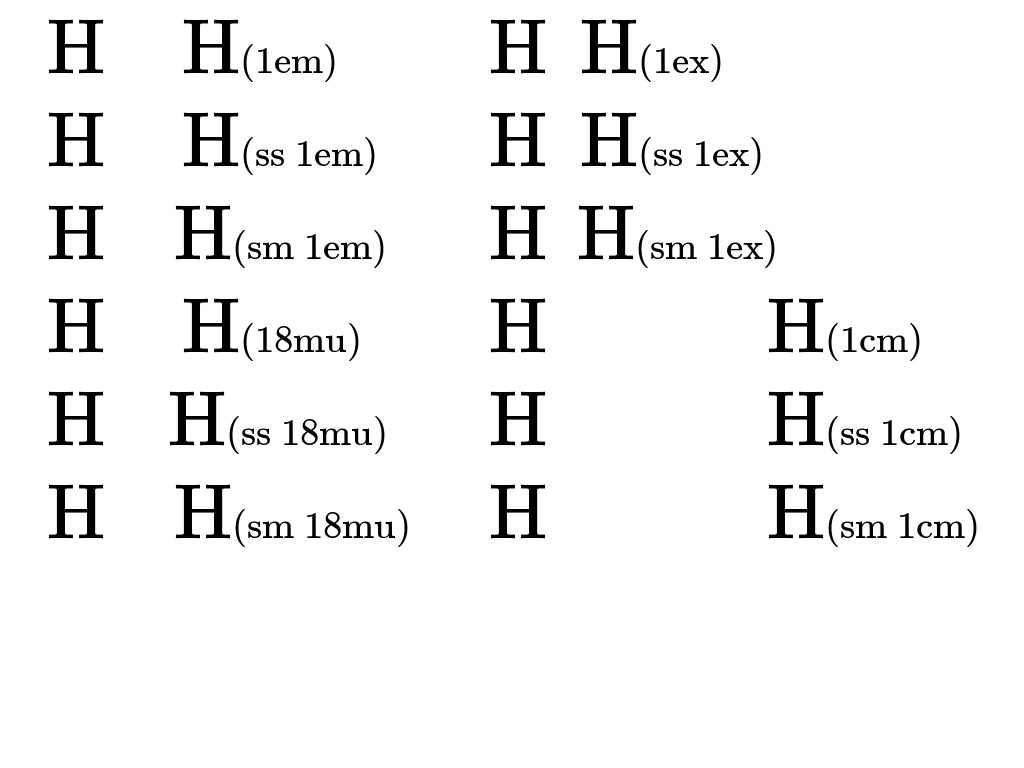 H H(1em) H H(1ex)
H H(ss 1em) H H(ss 1ex)
H H(sm 1em) H H(sm 1ex)
H H(18mu) H H(1cm)
H H(ss 18mu) H H(ss 1cm)
H H(sm 18mu) H H(sm 1cm)